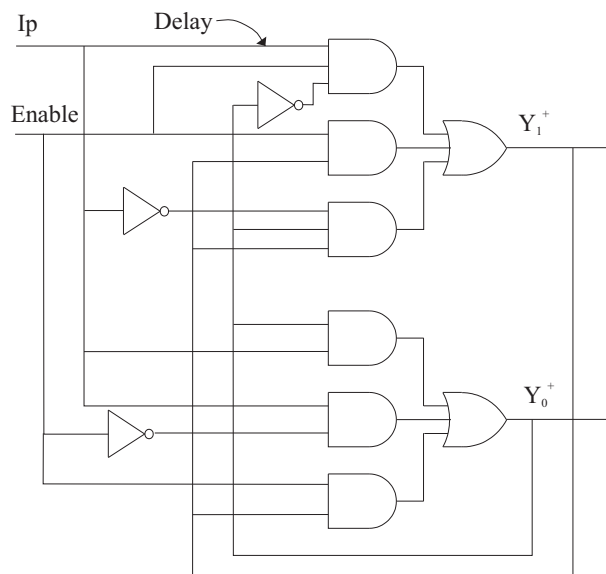 Ip
Delay
Enable
Y₁⁺
Y₀⁺